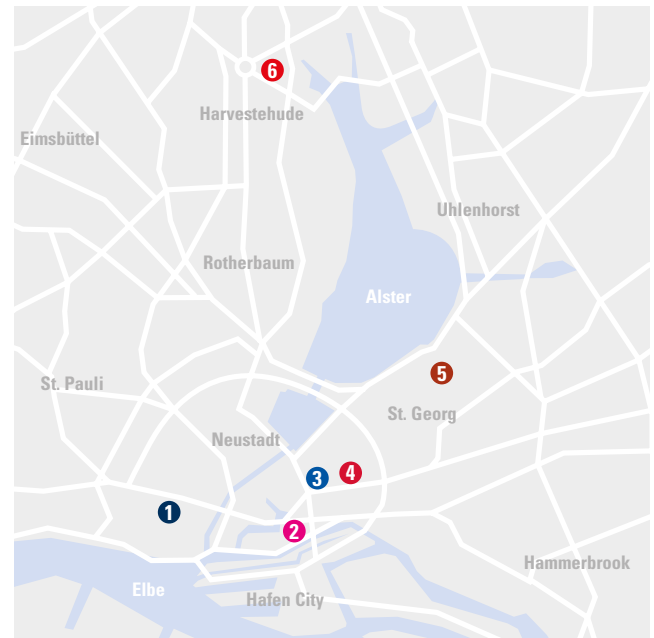 6
Harvestehude
Eimsbüttel
Uhlenhorst
Rotherbaum
Alster
5
St. Pauli
St. Georg
Neustadt
4
3
1
2
Hammerbrook
Elbe
Hafen City